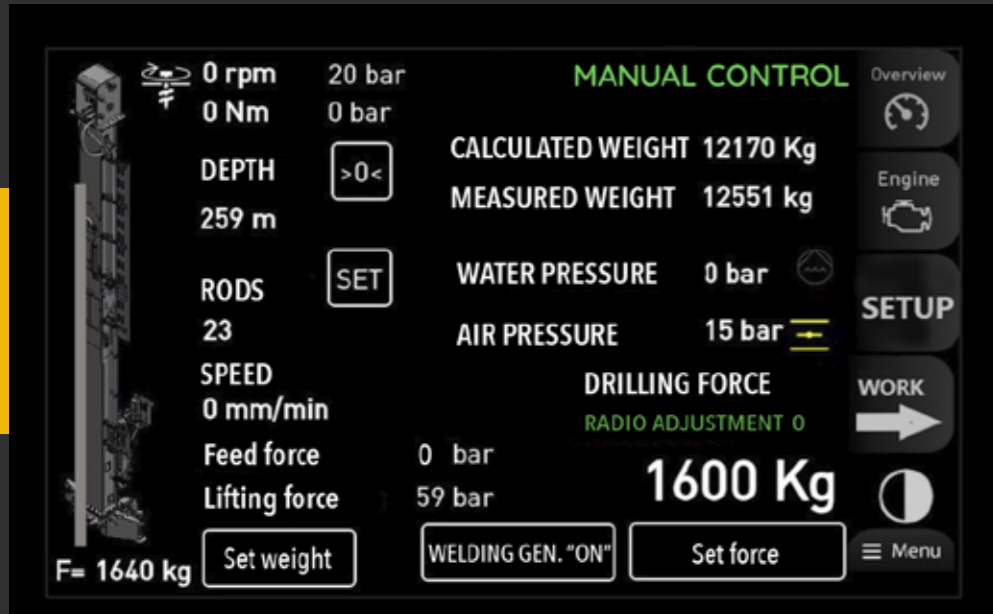 0 rpm 20 bar
0 Nm 0 bar
MANUAL CONTROL
DEPTH >0<
259 m
CALCULATED WEIGHT 12170 Kg
MEASURED WEIGHT 12551 kg
RODS SET
23
WATER PRESSURE 0 bar
AIR PRESSURE 15 bar
SPEED
0 mm/min
DRILLING FORCE
RADIO ADJUSTMENT 0
1600 Kg
Feed force 0 bar
Lifting force 59 bar
F= 1640 kg
Set weight
WELDING GEN. "ON"
Set force
Overview
Engine
SETUP
WORK
☰ Menu